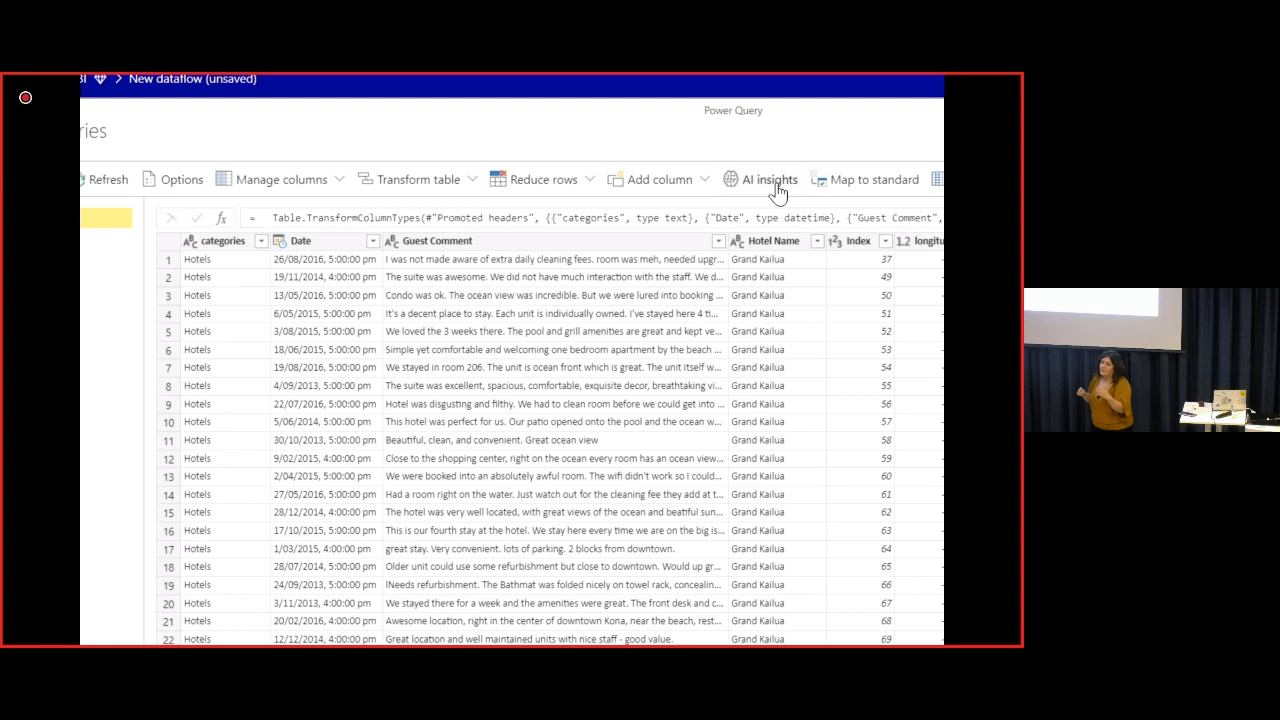 BI > New dataflow (unsaved)
Power Query
ries
Refresh Options Manage columns Transform table Reduce rows Add column AI insights Map to standard
fx = Table.TransformColumnTypes(#"Promoted headers", {{"categories", type text}, {"Date", type datetime}, {"Guest Comment",
ABC categories ABC Date ABC Guest Comment ABC Hotel Name 123 Index 1.2 longitu
1 Hotels 26/08/2016, 5:00:00 pm I was not made aware of extra daily cleaning fees. room was meh, needed upgr... Grand Kailua 37
2 Hotels 19/11/2014, 4:00:00 pm The suite was awesome. We did not have much interaction with the staff. We d... Grand Kailua 49
3 Hotels 13/05/2016, 5:00:00 pm Condo was ok. The ocean view was incredible. But we were lured into booking ... Grand Kailua 50
4 Hotels 6/05/2015, 5:00:00 pm It's a decent place to stay. Each unit is individually owned. I've stayed here 4 ti... Grand Kailua 51
5 Hotels 3/08/2015, 5:00:00 pm We loved the 3 weeks there. The pool and grill amenities are great and kept ve... Grand Kailua 52
6 Hotels 18/06/2015, 5:00:00 pm Simple yet comfortable and welcoming one bedroom apartment by the beach ... Grand Kailua 53
7 Hotels 19/08/2016, 5:00:00 pm We stayed in room 206. The unit is ocean front which is great. The unit itself w... Grand Kailua 54
8 Hotels 4/09/2013, 5:00:00 pm The suite was excellent, spacious, comfortable, exquisite decor, breathtaking vi... Grand Kailua 55
9 Hotels 22/07/2016, 5:00:00 pm Hotel was disgusting and filthy. We had to clean room before we could get into ... Grand Kailua 56
10 Hotels 5/06/2014, 5:00:00 pm This hotel was perfect for us. Our patio opened onto the pool and the ocean w... Grand Kailua 57
11 Hotels 30/10/2013, 5:00:00 pm Beautiful, clean, and convenient. Great ocean view Grand Kailua 58
12 Hotels 9/02/2015, 4:00:00 pm Close to the shopping center, right on the ocean every room has an ocean view... Grand Kailua 59
13 Hotels 2/04/2015, 5:00:00 pm We were booked into an absolutely awful room. The wifi didn't work so I could... Grand Kailua 60
14 Hotels 27/05/2016, 5:00:00 pm Had a room right on the water. Just watch out for the cleaning fee they add at t... Grand Kailua 61
15 Hotels 28/12/2014, 4:00:00 pm The hotel was very well located, with great views of the ocean and beatiful sun... Grand Kailua 62
16 Hotels 17/10/2015, 5:00:00 pm This is our fourth stay at the hotel. We stay here every time we are on the big is... Grand Kailua 63
17 Hotels 1/03/2015, 4:00:00 pm great stay. Very convenient. lots of parking. 2 blocks from downtown. Grand Kailua 64
18 Hotels 28/07/2014, 5:00:00 pm Older unit could use some refurbishment but close to downtown. Would up gr... Grand Kailua 65
19 Hotels 24/09/2013, 5:00:00 pm lNeeds refurbishment. The Bathmat was folded nicely on towel rack, concealin... Grand Kailua 66
20 Hotels 3/11/2013, 4:00:00 pm We stayed there for a week and the amenities were great. The front desk and c... Grand Kailua 67
21 Hotels 20/02/2016, 4:00:00 pm Awesome location, right in the center of downtown Kona, near the beach, rest... Grand Kailua 68
22 Hotels 12/12/2014, 4:00:00 pm Great location and well maintained units with nice staff - good value. Grand Kailua 69